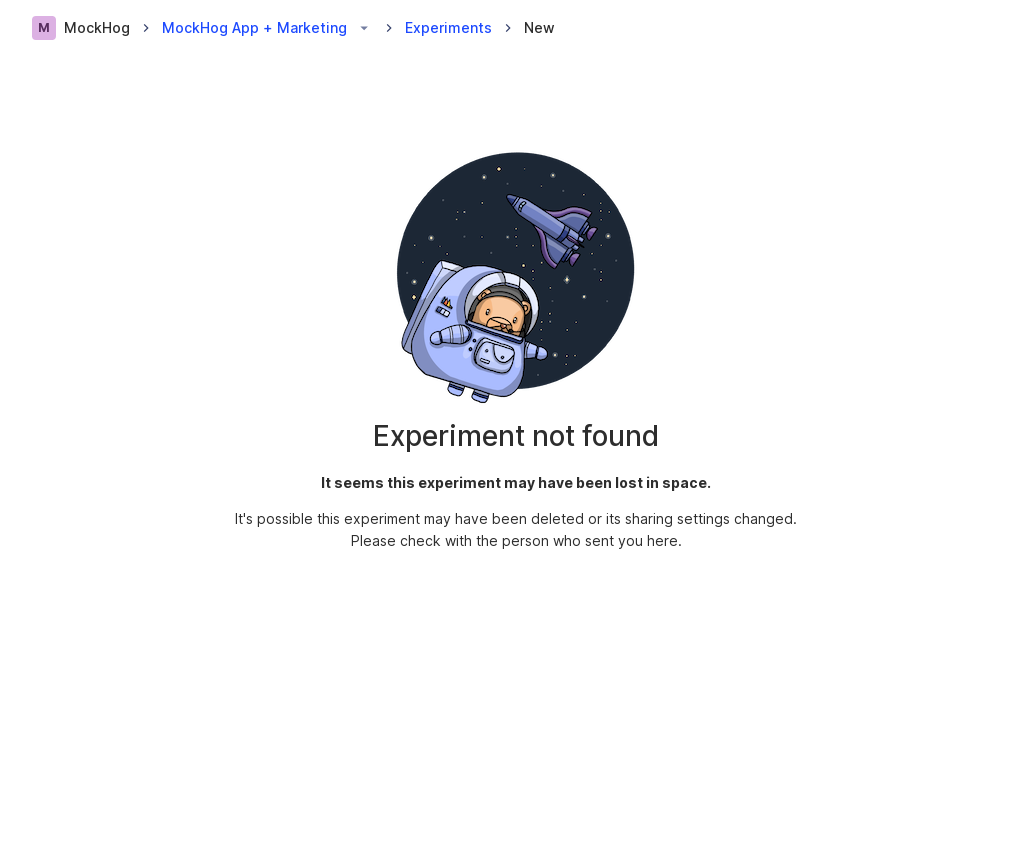 M MockHog MockHog App + Marketing Experiments New
Experiment not found
It seems this experiment may have been lost in space.
It's possible this experiment may have been deleted or its sharing settings changed.
Please check with the person who sent you here.